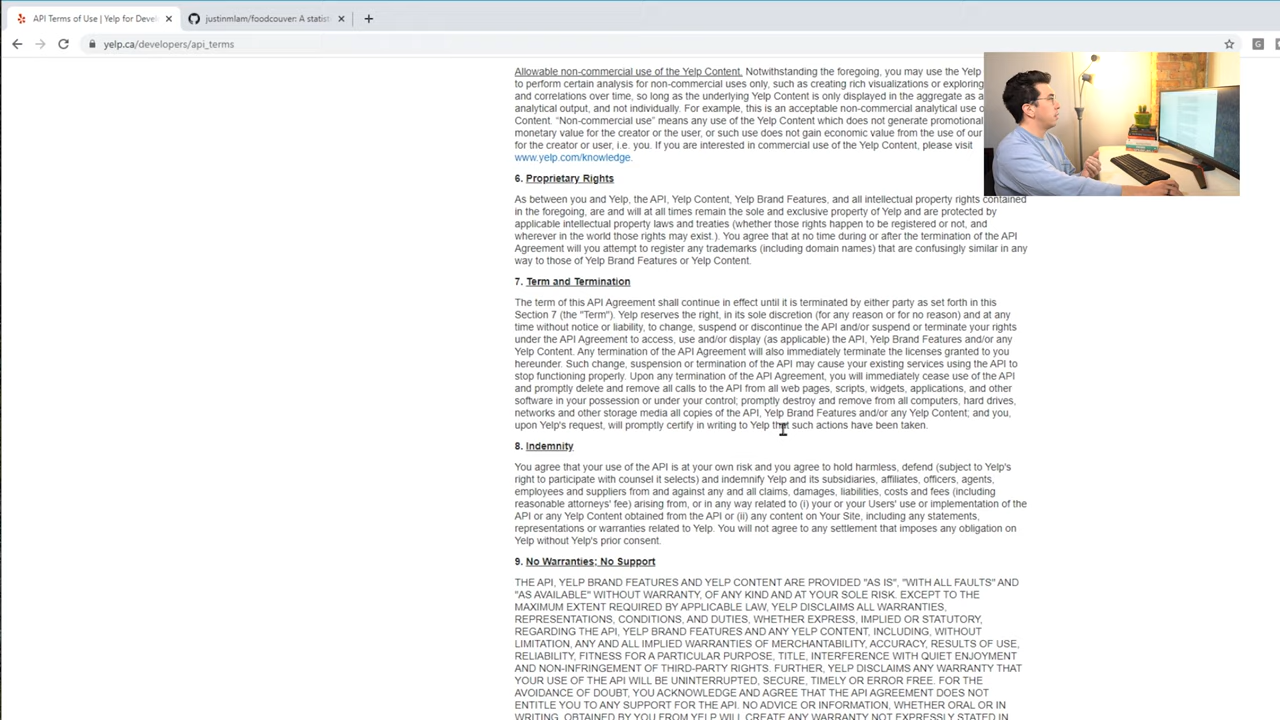 API Terms of Use | Yelp for Devel
justinmlam/foodcouver: A statist
yelp.ca/developers/api_terms
Allowable non-commercial use of the Yelp Content. Notwithstanding the foregoing, you may use the Yelp
to perform certain analysis for non-commercial uses only, such as creating rich visualizations or exploring
and correlations over time, so long as the underlying Yelp Content is only displayed in the aggregate as a
analytical output, and not individually. For example, this is an acceptable non-commercial analytical use o
Content. “Non-commercial use” means any use of the Yelp Content which does not generate promotional
monetary value for the creator or the user, or such use does not gain economic value from the use of our
for the creator or user, i.e. you. If you are interested in commercial use of the Yelp Content, please visit
www.yelp.com/knowledge.
6. Proprietary Rights
As between you and Yelp, the API, Yelp Content, Yelp Brand Features, and all intellectual property rights contained
in the foregoing, are and will at all times remain the sole and exclusive property of Yelp and are protected by
applicable intellectual property laws and treaties (whether those rights happen to be registered or not, and
wherever in the world those rights may exist.). You agree that at no time during or after the termination of the API
Agreement will you attempt to register any trademarks (including domain names) that are confusingly similar in any
way to those of Yelp Brand Features or Yelp Content.
7. Term and Termination
The term of this API Agreement shall continue in effect until it is terminated by either party as set forth in this
Section 7 (the "Term"). Yelp reserves the right, in its sole discretion (for any reason or for no reason) and at any
time without notice or liability, to change, suspend or discontinue the API and/or suspend or terminate your rights
under the API Agreement to access, use and/or display (as applicable) the API, Yelp Brand Features and/or any
Yelp Content. Any termination of the API Agreement will also immediately terminate the licenses granted to you
hereunder. Such change, suspension or termination of the API may cause your existing services using the API to
stop functioning properly. Upon any termination of the API Agreement, you will immediately cease use of the API
and promptly delete and remove all calls to the API from all web pages, scripts, widgets, applications, and other
software in your possession or under your control; promptly destroy and remove from all computers, hard drives,
networks and other storage media all copies of the API, Yelp Brand Features and/or any Yelp Content; and you,
upon Yelp's request, will promptly certify in writing to Yelp that such actions have been taken.
8. Indemnity
You agree that your use of the API is at your own risk and you agree to hold harmless, defend (subject to Yelp's
right to participate with counsel it selects) and indemnify Yelp and its subsidiaries, affiliates, officers, agents,
employees and suppliers from and against any and all claims, damages, liabilities, costs and fees (including
reasonable attorneys' fee) arising from, or in any way related to (i) your or your Users' use or implementation of the
API or any Yelp Content obtained from the API or (ii) any content on Your Site, including any statements,
representations or warranties related to Yelp. You will not agree to any settlement that imposes any obligation on
Yelp without Yelp's prior consent.
9. No Warranties; No Support
THE API, YELP BRAND FEATURES AND YELP CONTENT ARE PROVIDED "AS IS", "WITH ALL FAULTS" AND
"AS AVAILABLE" WITHOUT WARRANTY, OF ANY KIND AND AT YOUR SOLE RISK. EXCEPT TO THE
MAXIMUM EXTENT REQUIRED BY APPLICABLE LAW, YELP DISCLAIMS ALL WARRANTIES,
REPRESENTATIONS, CONDITIONS, AND DUTIES, WHETHER EXPRESS, IMPLIED OR STATUTORY,
REGARDING THE API, YELP BRAND FEATURES AND ANY YELP CONTENT, INCLUDING, WITHOUT
LIMITATION, ANY AND ALL IMPLIED WARRANTIES OF MERCHANTABILITY, ACCURACY, RESULTS OF USE,
RELIABILITY, FITNESS FOR A PARTICULAR PURPOSE, TITLE, INTERFERENCE WITH QUIET ENJOYMENT
AND NON-INFRINGEMENT OF THIRD-PARTY RIGHTS. FURTHER, YELP DISCLAIMS ANY WARRANTY THAT
YOUR USE OF THE API WILL BE UNINTERRUPTED, SECURE, TIMELY OR ERROR FREE. FOR THE
AVOIDANCE OF DOUBT, YOU ACKNOWLEDGE AND AGREE THAT THE API AGREEMENT DOES NOT
ENTITLE YOU TO ANY SUPPORT FOR THE API. NO ADVICE OR INFORMATION, WHETHER ORAL OR IN
WRITING, OBTAINED BY YOU FROM YELP WILL CREATE ANY WARRANTY NOT EXPRESSLY STATED IN